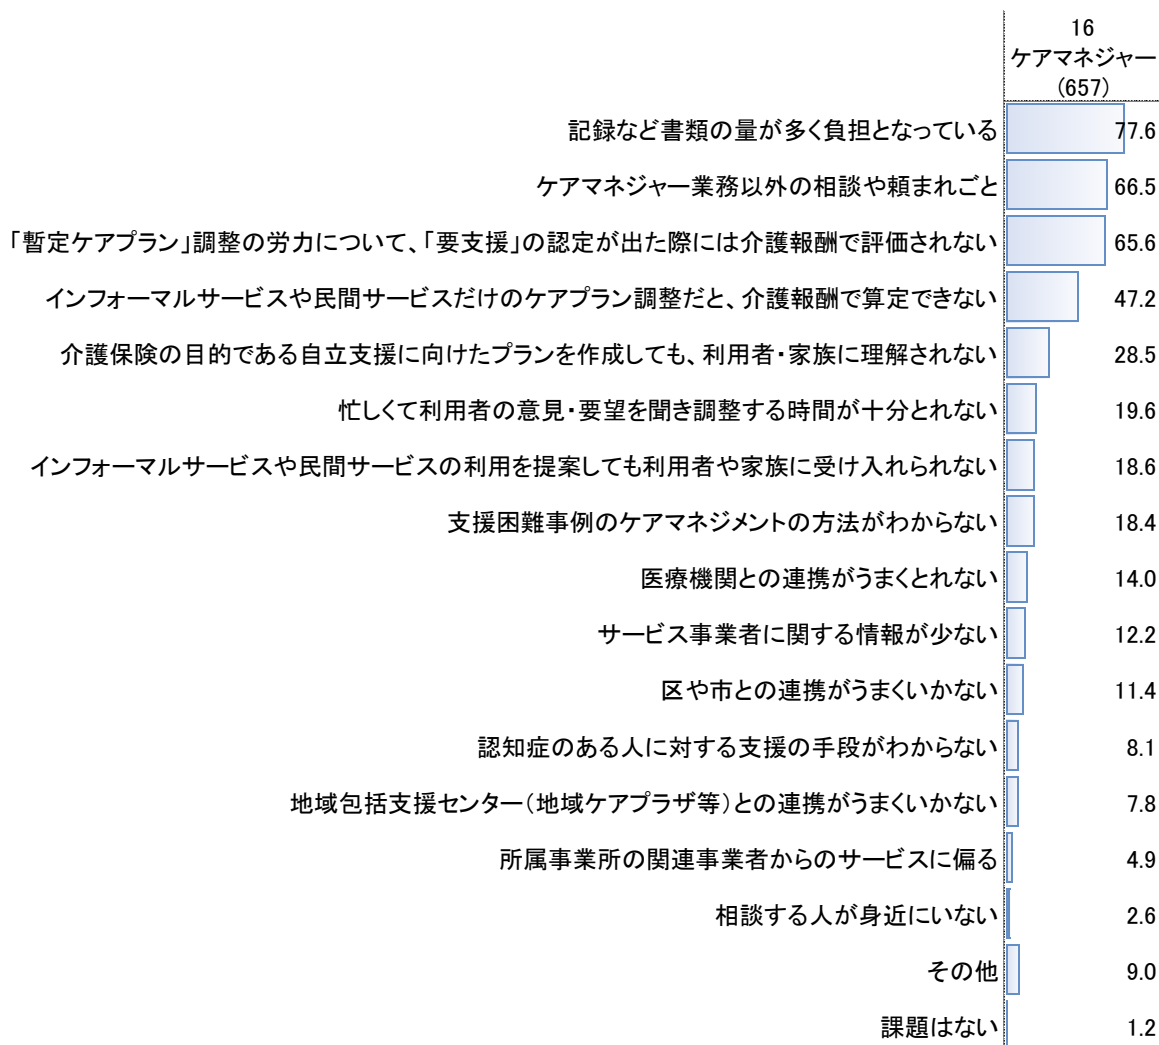 16
ケアマネジャー
(657)
記録など書類の量が多く負担となっている 77.6
ケアマネジャー業務以外の相談や頼まれごと 66.5
「暫定ケアプラン」調整の労力について、「要支援」の認定が出た際には介護報酬で評価されない 65.6
インフォーマルサービスや民間サービスだけのケアプラン調整だと、介護報酬で算定できない 47.2
介護保険の目的である自立支援に向けたプランを作成しても、利用者・家族に理解されない 28.5
忙しくて利用者の意見・要望を聞き調整する時間が十分とれない 19.6
インフォーマルサービスや民間サービスの利用を提案しても利用者や家族に受け入れられない 18.6
支援困難事例のケアマネジメントの方法がわからない 18.4
医療機関との連携がうまくとれない 14.0
サービス事業者に関する情報が少ない 12.2
区や市との連携がうまくいかない 11.4
認知症のある人に対する支援の手段がわからない 8.1
地域包括支援センター(地域ケアプラザ等)との連携がうまくいかない 7.8
所属事業所の関連事業者からのサービスに偏る 4.9
相談する人が身近にいない 2.6
その他 9.0
課題はない 1.2